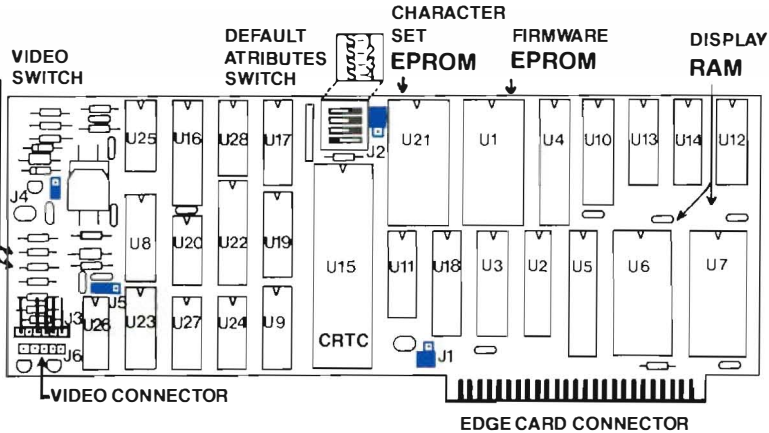 CHARACTER
SET
EPROM
DEFAULT
ATRIBUTES
SWITCH
FIRMWARE
EPROM
DISPLAY
RAM
VIDEO
SWITCH
U25
U16
U28
U17
J2
U21
U1
U4
U10
U13
U14
U12
J4
U8
U20
U22
U19
U15
U11
U18
U3
U2
U5
U6
U7
J5
J3
U26
U23
U27
U24
U9
CRTC
J1
J6
VIDEO CONNECTOR
EDGE CARD CONNECTOR